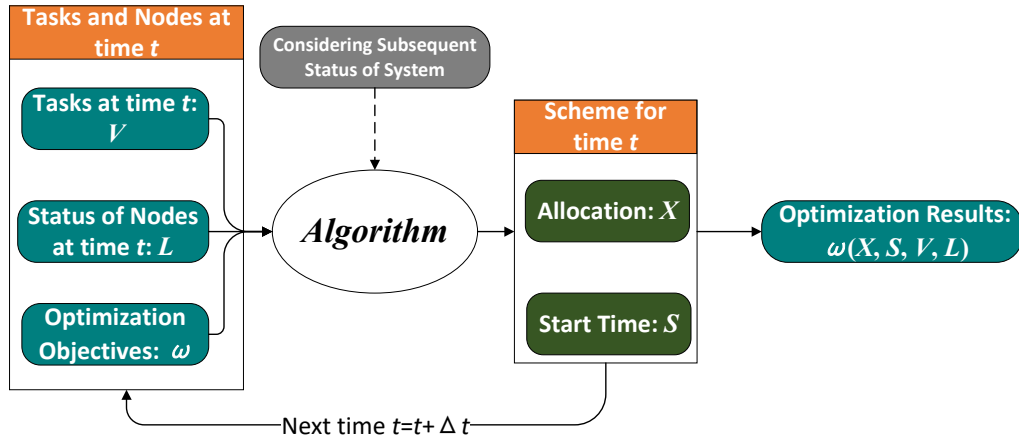 Tasks and Nodes at
time t
Tasks at time t:
V
Status of Nodes
at time t: L
Optimization
Objectives: ω
Considering Subsequent
Status of System
Algorithm
Scheme for
time t
Allocation: X
Start Time: S
Optimization Results:
ω(X, S, V, L)
Next time t=t+ Δ t